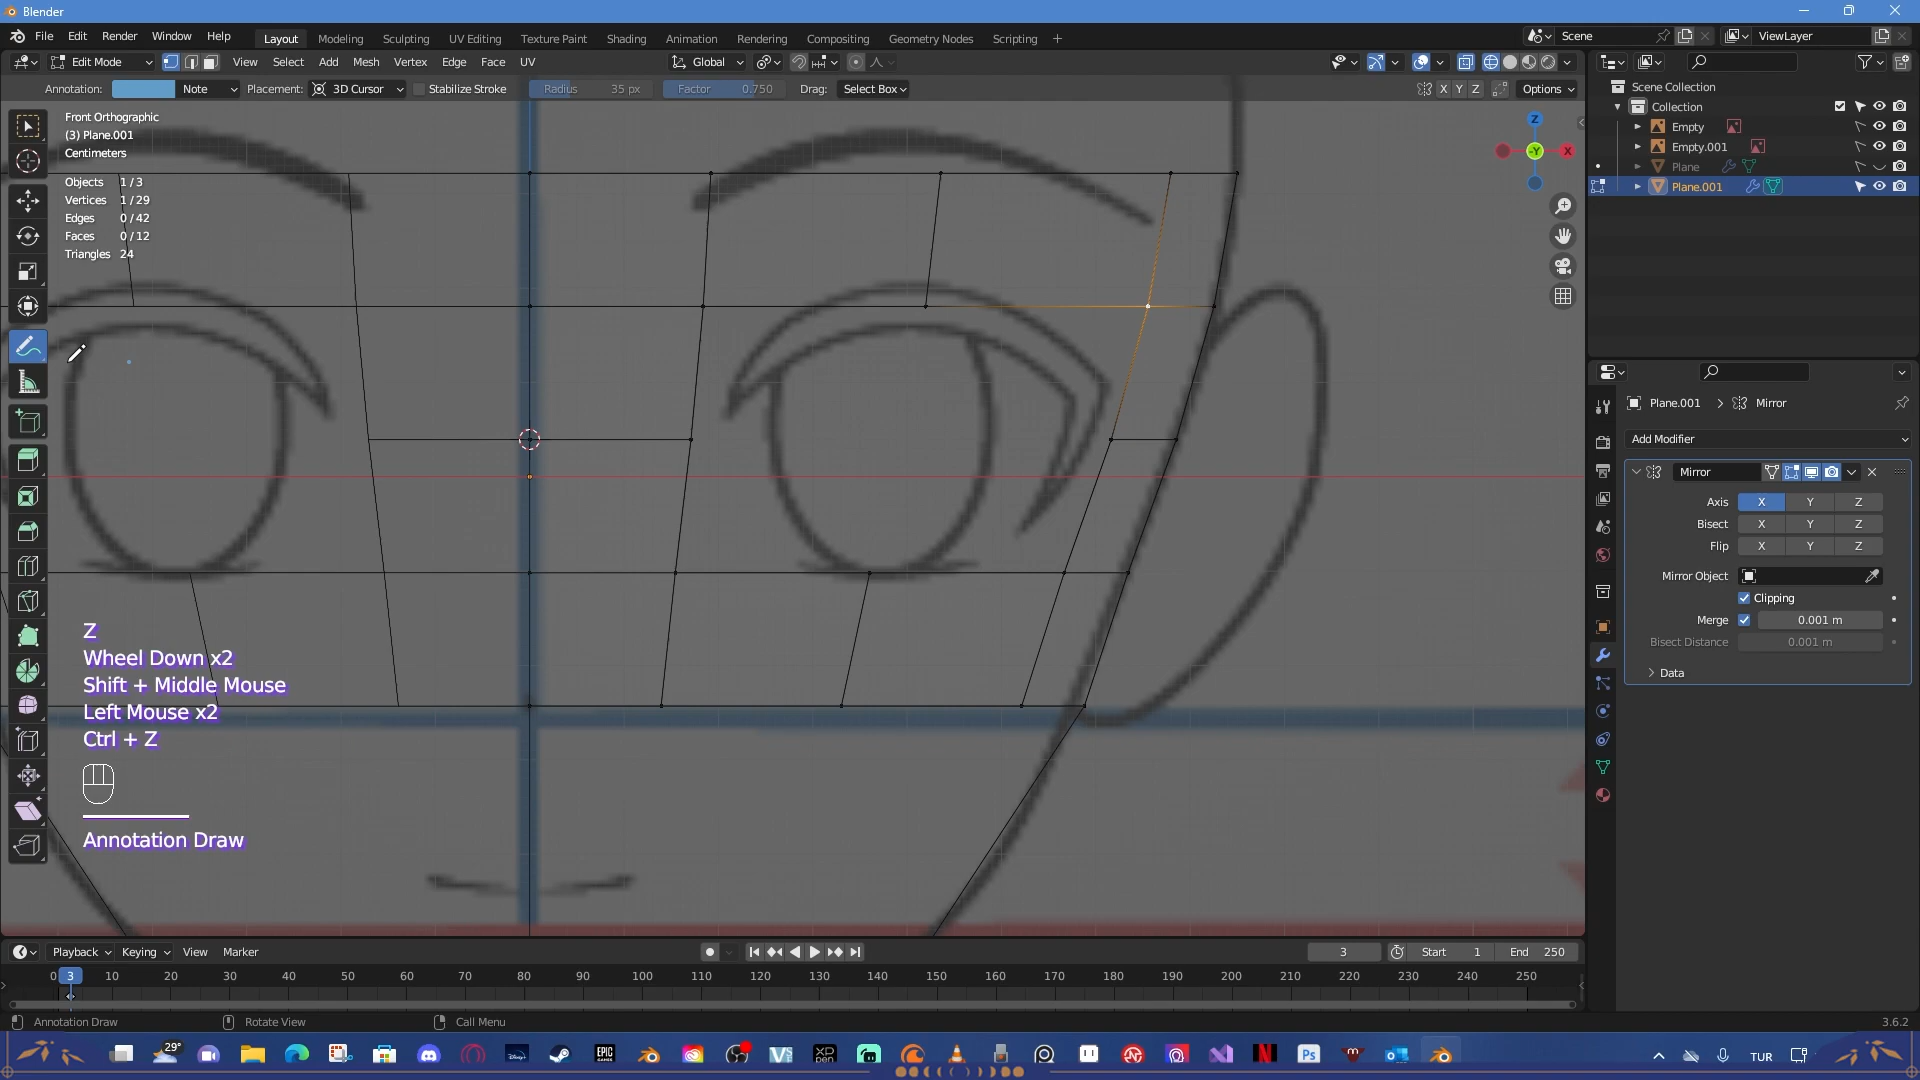 Blender
File Edit Render Window Help
Layout Modeling Sculpting UV Editing Texture Paint Shading Animation Rendering Compositing Geometry Nodes Scripting +
Scene ViewLayer
Edit Mode View Select Add Mesh Vertex Edge Face UV Global
Annotation: Note Placement: 3D Cursor Stabilize Stroke Radius 35 px Factor 0.750 Drag: Select Box X Y Z Options
Front Orthographic
(3) Plane.001
Centimeters
Objects 1/3
Vertices 1/29
Edges 0/42
Faces 0/12
Triangles 24
Z
-Y X
Scene Collection
Collection
Empty
Empty.001
Plane
Plane.001
Plane.001 > Mirror
Add Modifier
Mirror
Axis X Y Z
Bisect X Y Z
Flip X Y Z
Mirror Object
Clipping
Merge 0.001 m
Bisect Distance 0.001 m
Data
Z
Wheel Down x2
Shift + Middle Mouse
Left Mouse x2
Ctrl + Z
Annotation Draw
Playback Keying View Marker 3 Start 1 End 250
0 3 10 20 30 40 50 60 70 80 90 100 110 120 130 140 150 160 170 180 190 200 210 220 230 240 250
Annotation Draw Rotate View Call Menu 3.6.2
29° Disney+ EPIC GAMES XP PEN Ps TUR